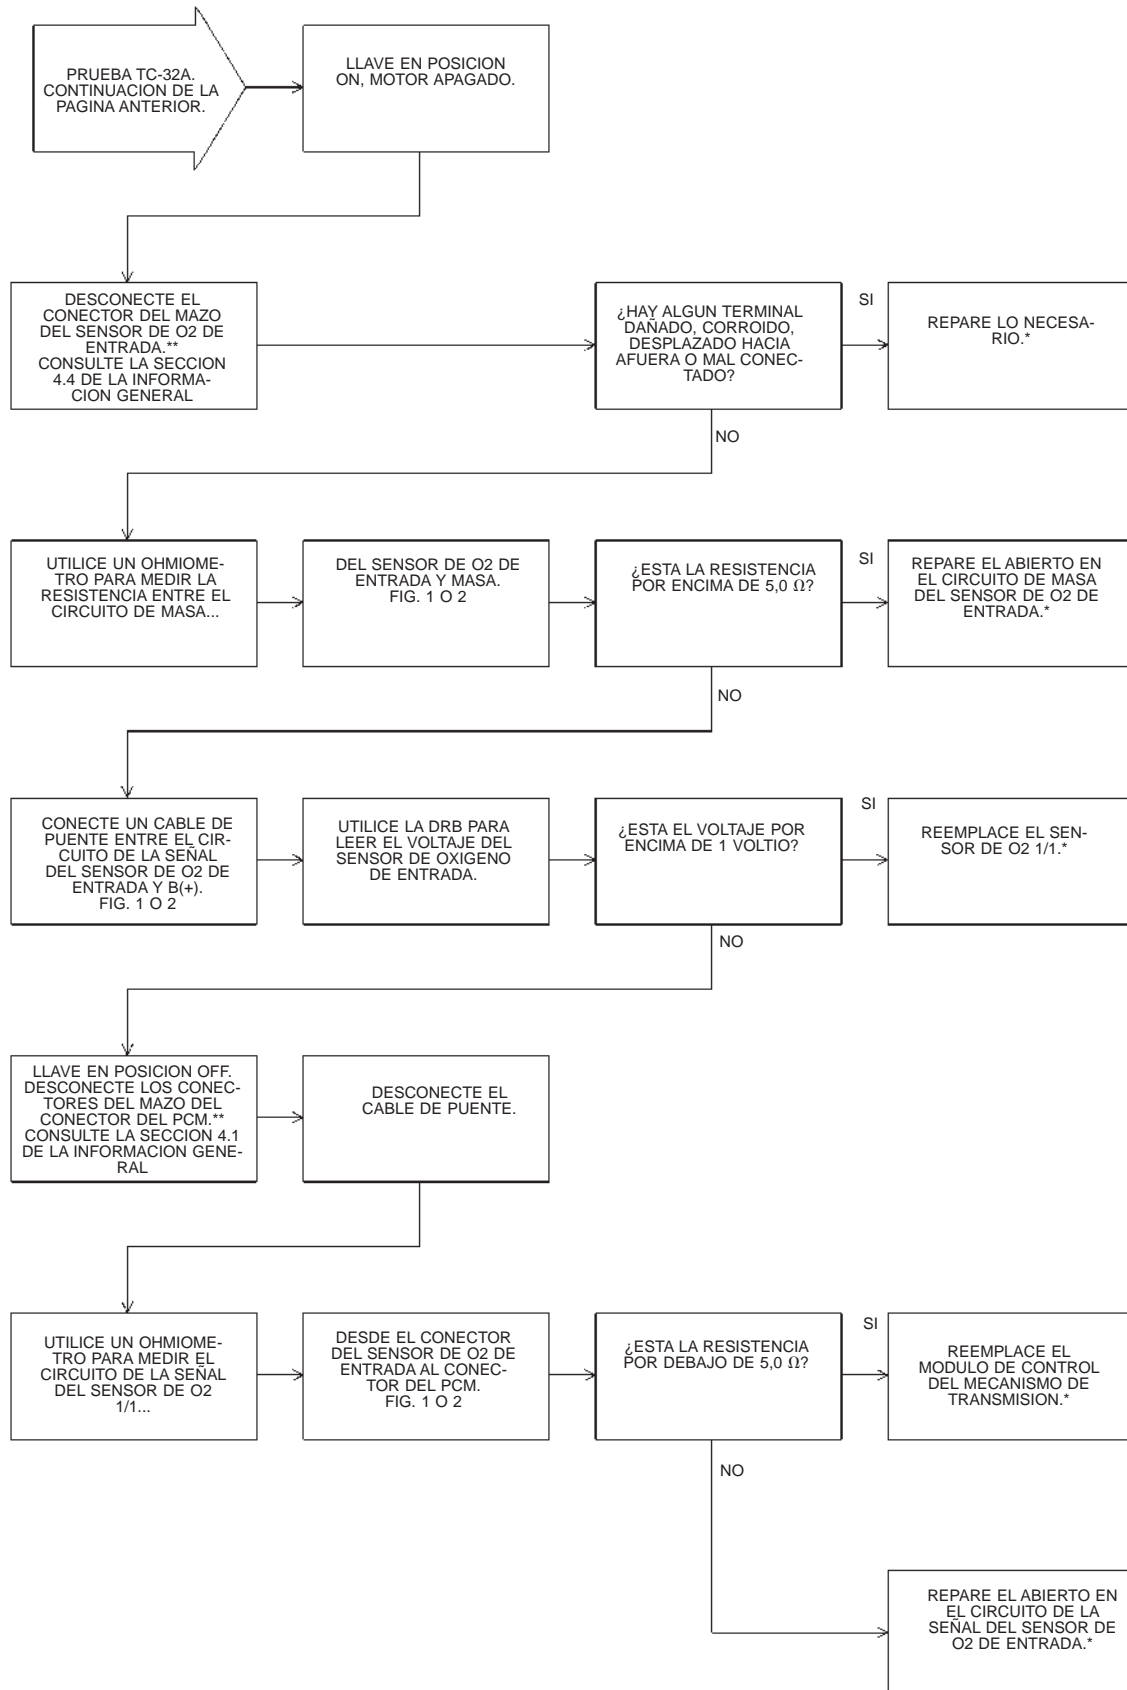 PRUEBA TC-32A.
CONTINUACION DE LA
PAGINA ANTERIOR.
LLAVE EN POSICION
ON, MOTOR APAGADO.
DESCONECTE EL
CONECTOR DEL MAZO
DEL SENSOR DE O2 DE
ENTRADA.**
CONSULTE LA SECCION
4.4 DE LA INFORMA-
CION GENERAL
¿HAY ALGUN TERMINAL
DAÑADO, CORROIDO,
DESPLAZADO HACIA
AFUERA O MAL CONEC-
TADO?
SI
REPARE LO NECESA-
RIO.*
NO
UTILICE UN OHMIOME-
TRO PARA MEDIR LA
RESISTENCIA ENTRE EL
CIRCUITO DE MASA...
DEL SENSOR DE O2 DE
ENTRADA Y MASA.
FIG. 1 O 2
¿ESTA LA RESISTENCIA
POR ENCIMA DE 5,0 Ω?
SI
REPARE EL ABIERTO EN
EL CIRCUITO DE MASA
DEL SENSOR DE O2 DE
ENTRADA.*
NO
CONECTE UN CABLE DE
PUENTE ENTRE EL CIR-
CUITO DE LA SEÑAL
DEL SENSOR DE O2 DE
ENTRADA Y B(+).
FIG. 1 O 2
UTILICE LA DRB PARA
LEER EL VOLTAJE DEL
SENSOR DE OXIGENO
DE ENTRADA.
¿ESTA EL VOLTAJE POR
ENCIMA DE 1 VOLTIO?
SI
REEMPLACE EL SEN-
SOR DE O2 1/1.*
NO
LLAVE EN POSICION OFF.
DESCONECTE LOS CONEC-
TORES DEL MAZO DEL
CONECTOR DEL PCM.**
CONSULTE LA SECCION 4.1
DE LA INFORMACION GENE-
RAL
DESCONECTE EL
CABLE DE PUENTE.
UTILICE UN OHMIOME-
TRO PARA MEDIR EL
CIRCUITO DE LA SEÑAL
DEL SENSOR DE O2
1/1...
DESDE EL CONECTOR
DEL SENSOR DE O2 DE
ENTRADA AL CONEC-
TOR DEL PCM.
FIG. 1 O 2
¿ESTA LA RESISTENCIA
POR DEBAJO DE 5,0 Ω?
SI
REEMPLACE EL
MODULO DE CONTROL
DEL MECANISMO DE
TRANSMISION.*
NO
REPARE EL ABIERTO EN
EL CIRCUITO DE LA
SEÑAL DEL SENSOR DE
O2 DE ENTRADA.*